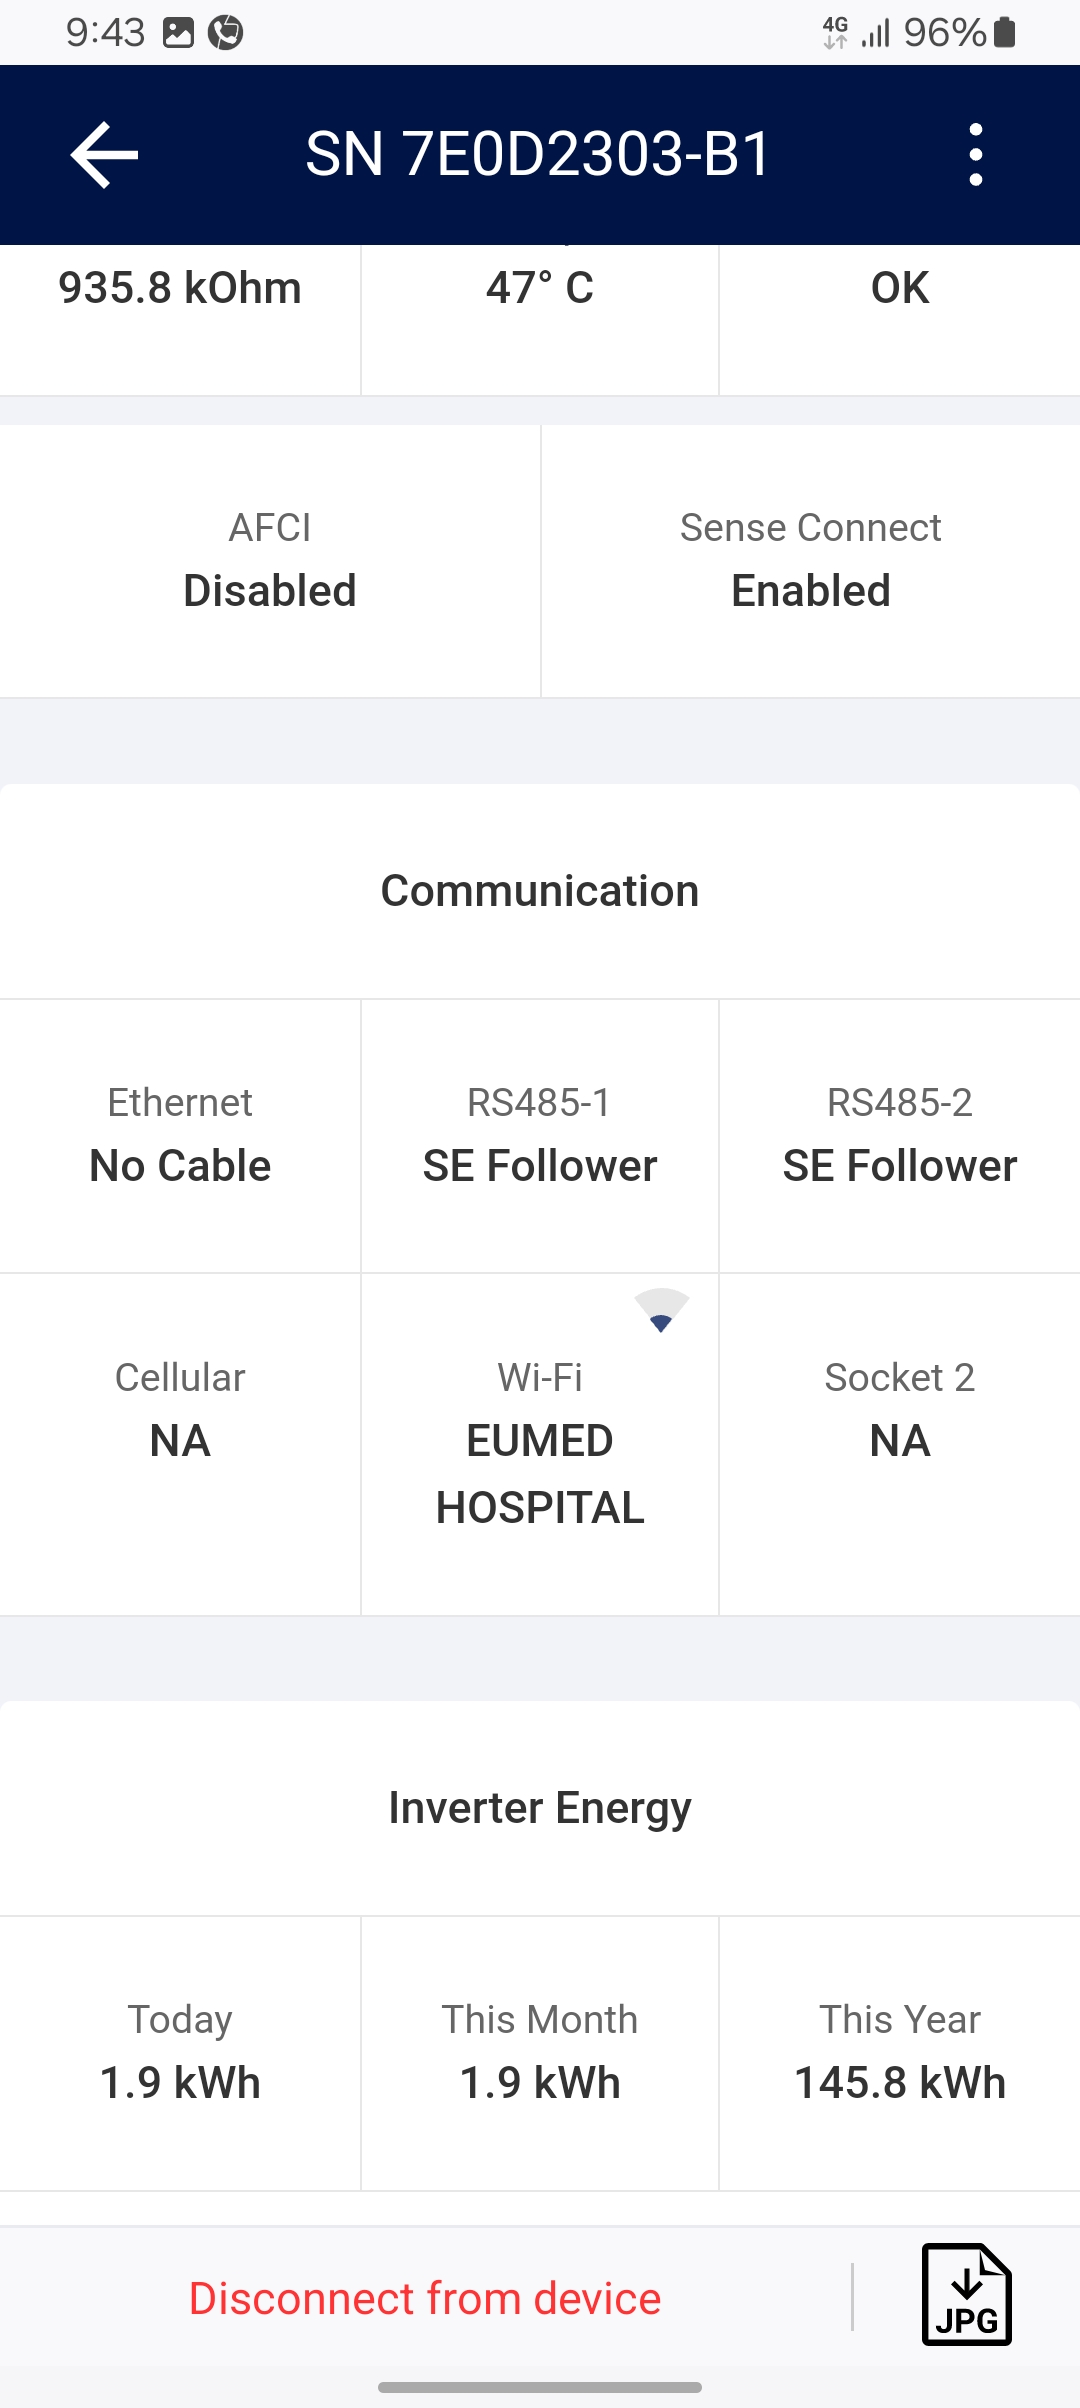 9:43 4G 96%
SN 7E0D2303-B1
935.8 kOhm 47° C OK
AFCI Sense Connect
Disabled Enabled
Communication
Ethernet RS485-1 RS485-2
No Cable SE Follower SE Follower
Cellular Wi-Fi Socket 2
NA EUMED NA
HOSPITAL
Inverter Energy
Today This Month This Year
1.9 kWh 1.9 kWh 145.8 kWh
Disconnect from device JPG